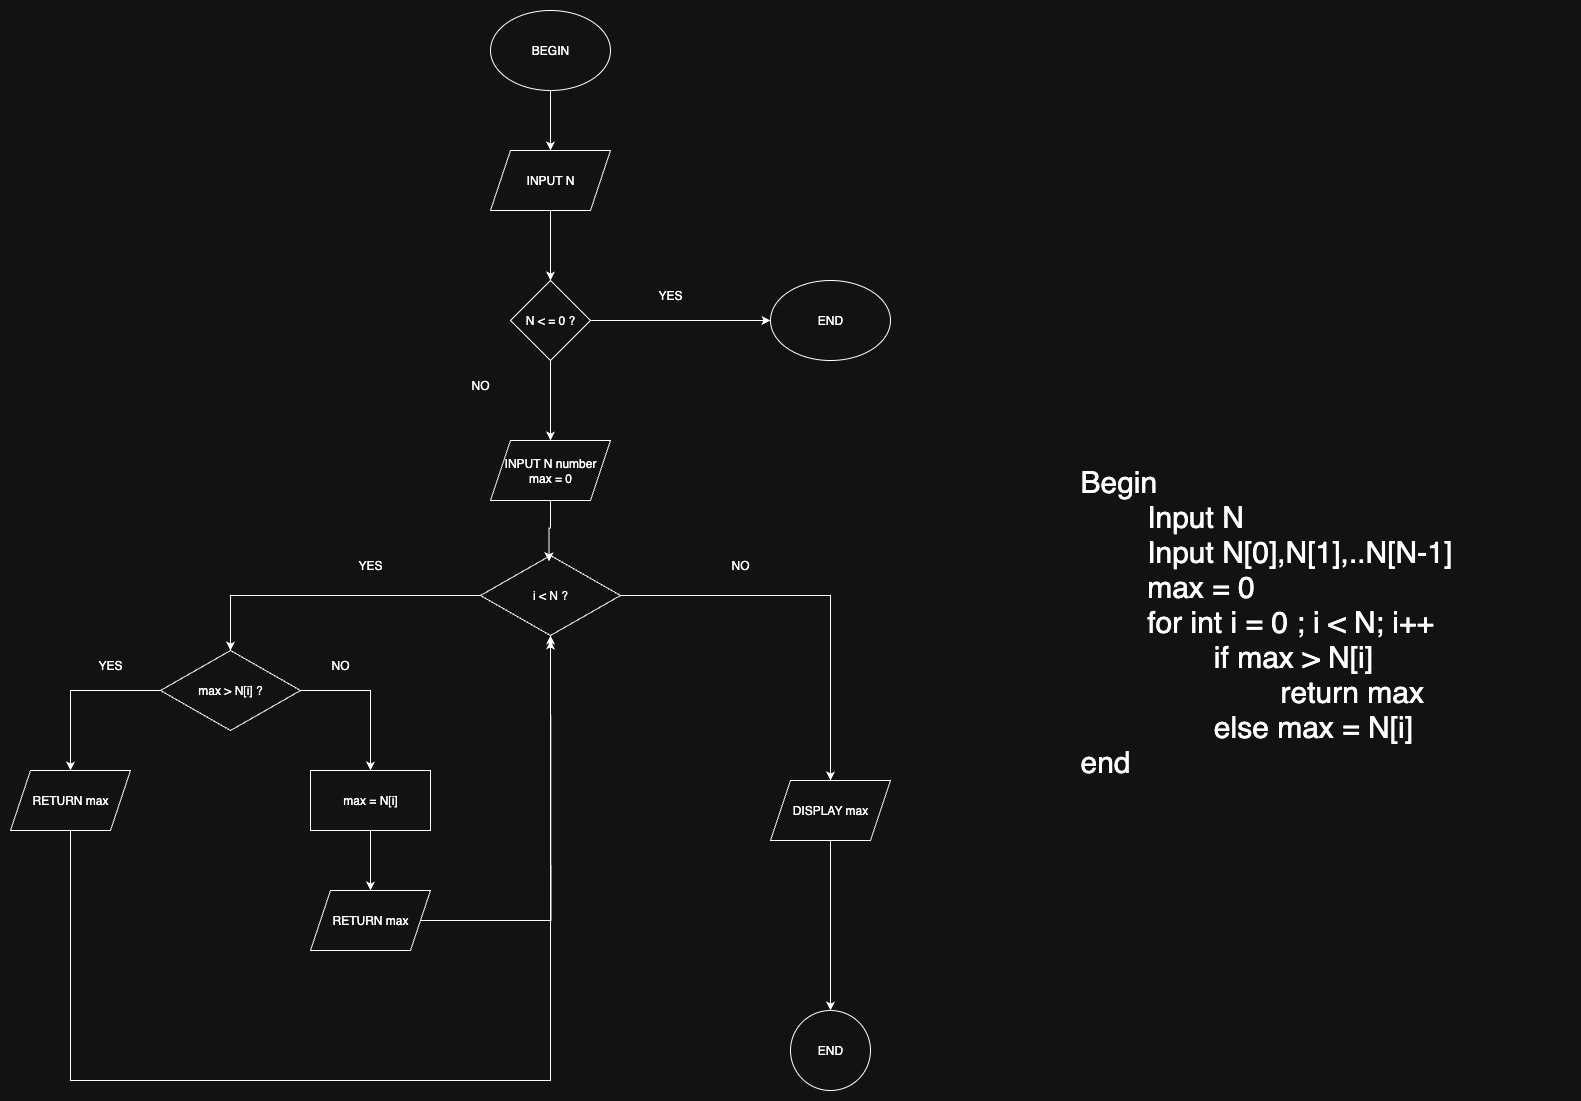 BEGIN
INPUT N
N < = 0 ?
YES
END
NO
INPUT N number
max = 0
i < N ?
YES
NO
max > N[i] ?
YES
NO
RETURN max
max = N[i]
RETURN max
DISPLAY max
END
Begin
Input N
Input N[0],N[1],..N[N-1]
max = 0
for int i = 0 ; i < N; i++
if max > N[i]
return max
else max = N[i]
end